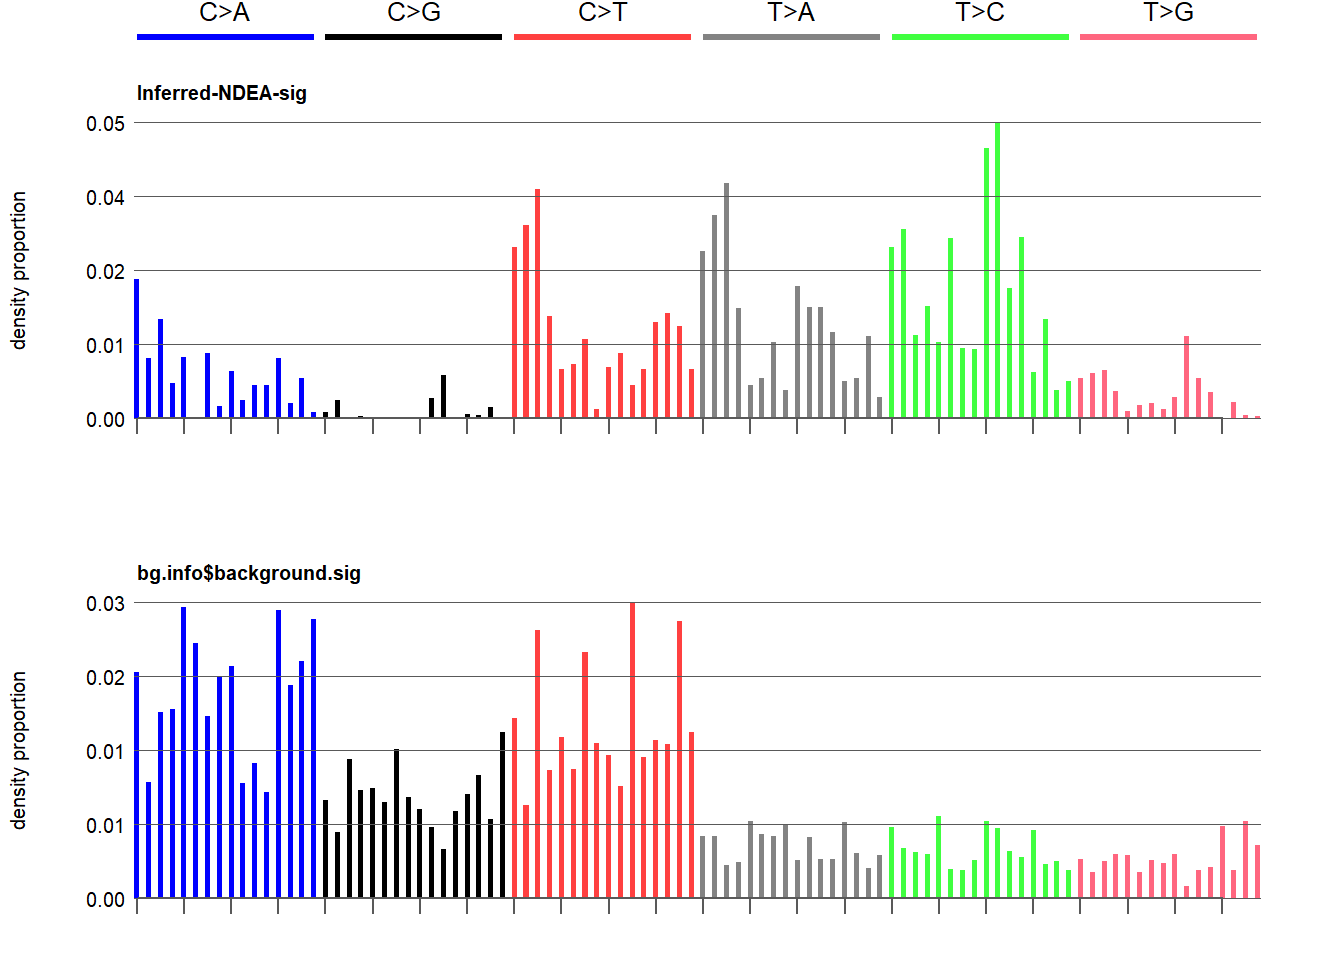 C>A C>G C>T T>A T>C T>G
Inferred-NDEA-sig
0.05
0.04
0.02
0.01
0.00
density proportion
bg.info$background.sig
0.03
0.02
0.01
0.01
0.00
density proportion